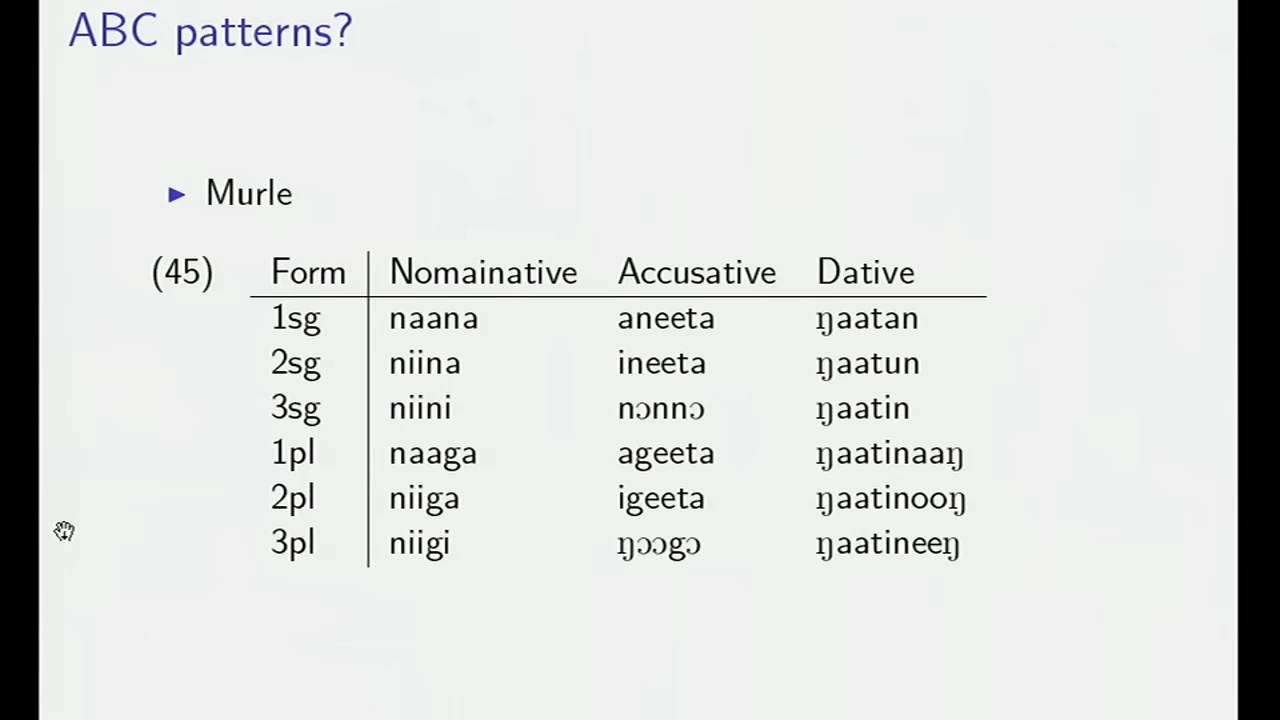 ABC patterns?
▶ Murle
(45) Form Nomainative Accusative Dative
1sg naana aneeta ŋaatan
2sg niina ineeta ŋaatun
3sg niini nɔnnɔ ŋaatin
1pl naaga ageeta ŋaatinaaŋ
2pl niiga igeeta ŋaatinooŋ
3pl niigi ŋɔɔgɔ ŋaatineeŋ